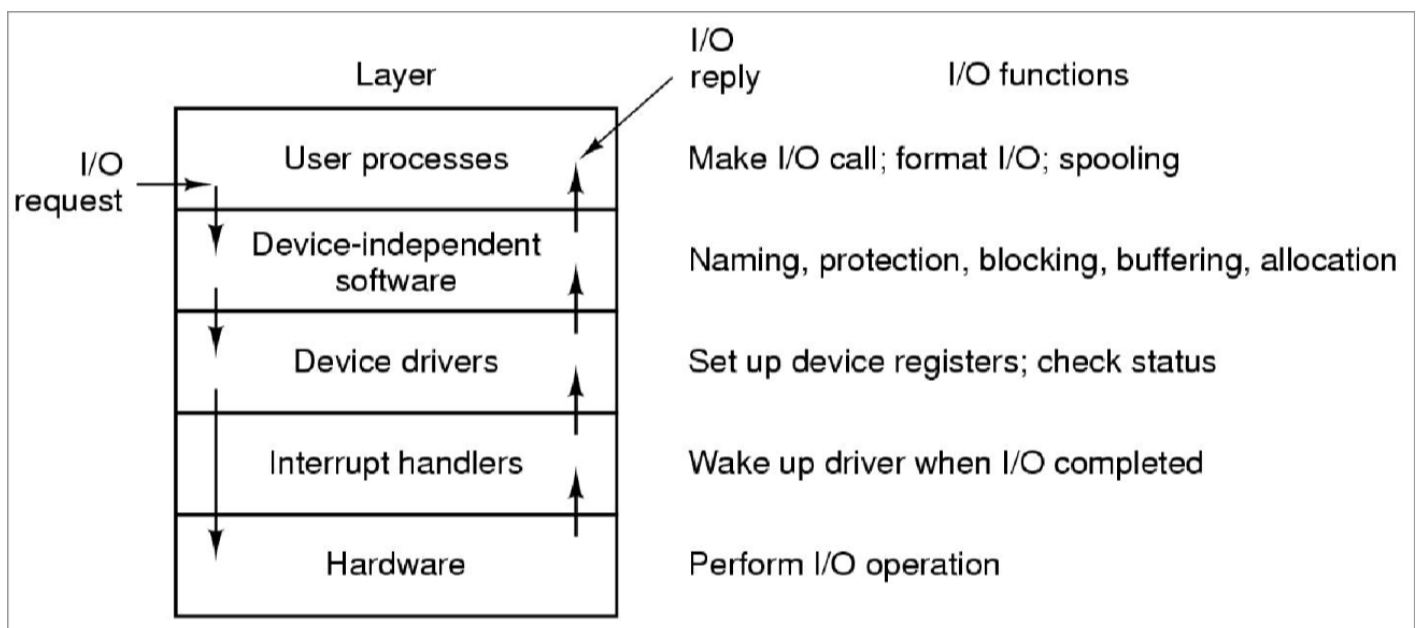 Layer
I/O
reply
I/O functions
I/O
request
User processes
Make I/O call; format I/O; spooling
Device-independent
software
Naming, protection, blocking, buffering, allocation
Device drivers
Set up device registers; check status
Interrupt handlers
Wake up driver when I/O completed
Hardware
Perform I/O operation